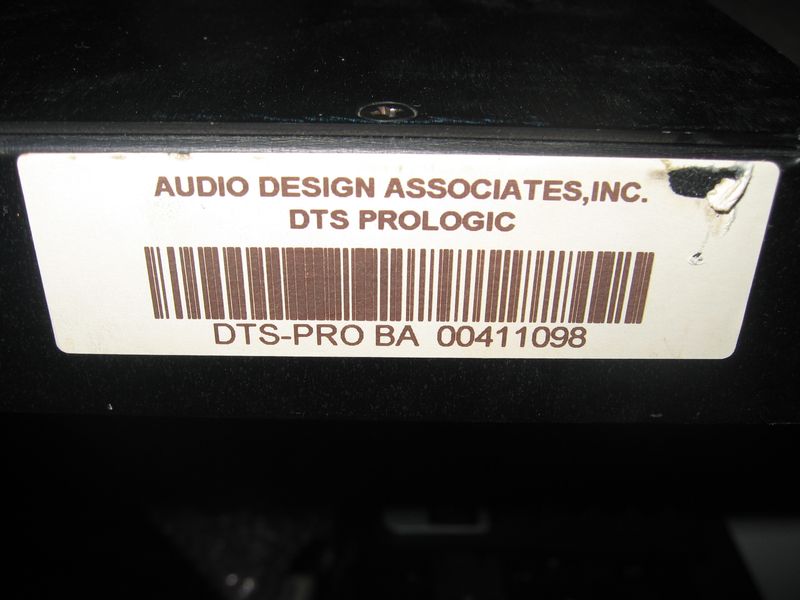 AUDIO DESIGN ASSOCIATES,INC.
DTS PROLOGIC
DTS-PRO BA 00411098